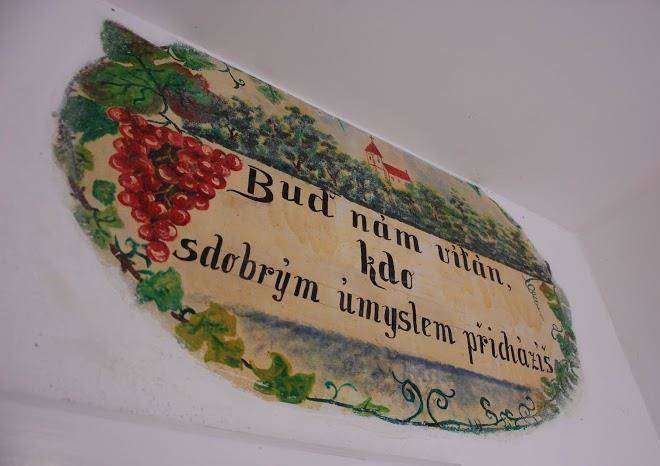 Buď nám vítán,
kdo
sdobrým úmyslem přicházíš